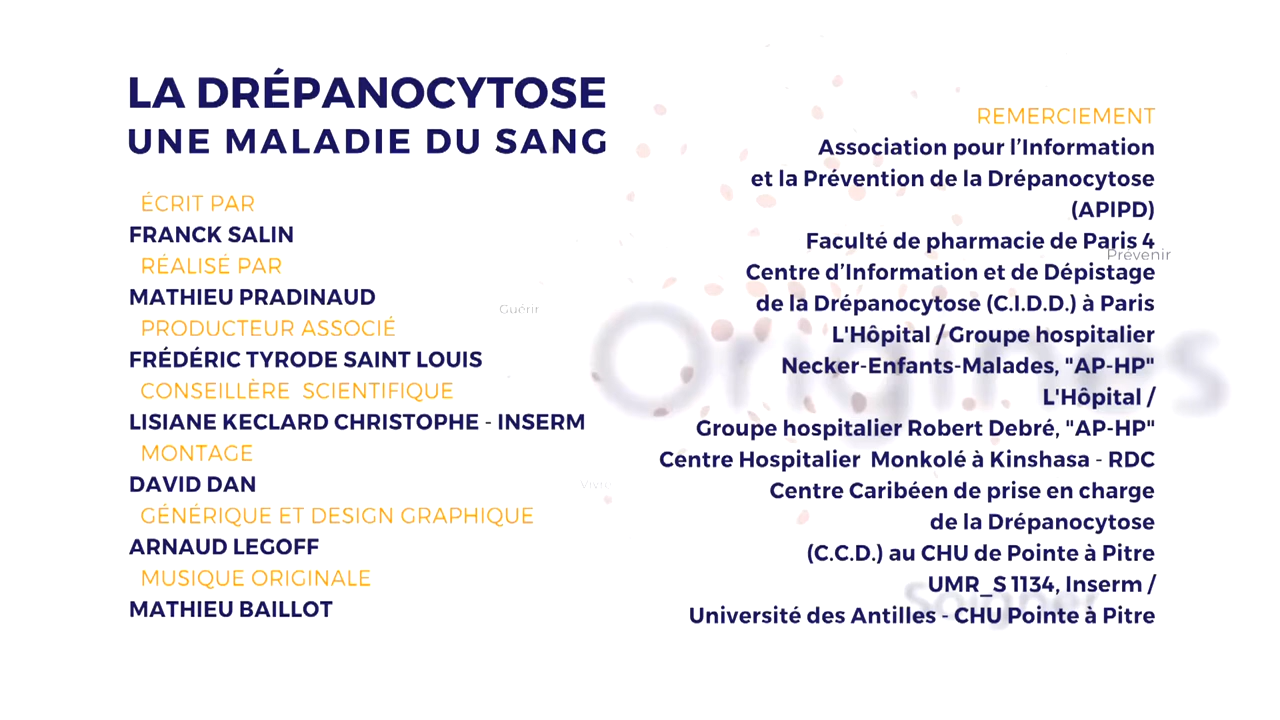 LA DRÉPANOCYTOSE
UNE MALADIE DU SANG
ÉCRIT PAR
FRANCK SALIN
RÉALISÉ PAR
MATHIEU PRADINAUD
PRODUCTEUR ASSOCIÉ
FRÉDÉRIC TYRODE SAINT LOUIS
CONSEILLÈRE SCIENTIFIQUE
LISIANE KECLARD CHRISTOPHE - INSERM
MONTAGE
DAVID DAN
GÉNÉRIQUE ET DESIGN GRAPHIQUE
ARNAUD LEGOFF
MUSIQUE ORIGINALE
MATHIEU BAILLOT
Guérir
Vivre
REMERCIEMENT
Association pour l’Information
et la Prévention de la Drépanocytose
(APIPD)
Faculté de pharmacie de Paris 4
Prévenir
Centre d’Information et de Dépistage
de la Drépanocytose (C.I.D.D.) à Paris
L'Hôpital / Groupe hospitalier
Necker-Enfants-Malades, "AP-HP"
L'Hôpital /
Groupe hospitalier Robert Debré, "AP-HP"
Centre Hospitalier Monkolé à Kinshasa - RDC
Centre Caribéen de prise en charge
de la Drépanocytose
(C.C.D.) au CHU de Pointe à Pitre
UMR_S 1134, Inserm /
Université des Antilles - CHU Pointe à Pitre
Origines
Soigner